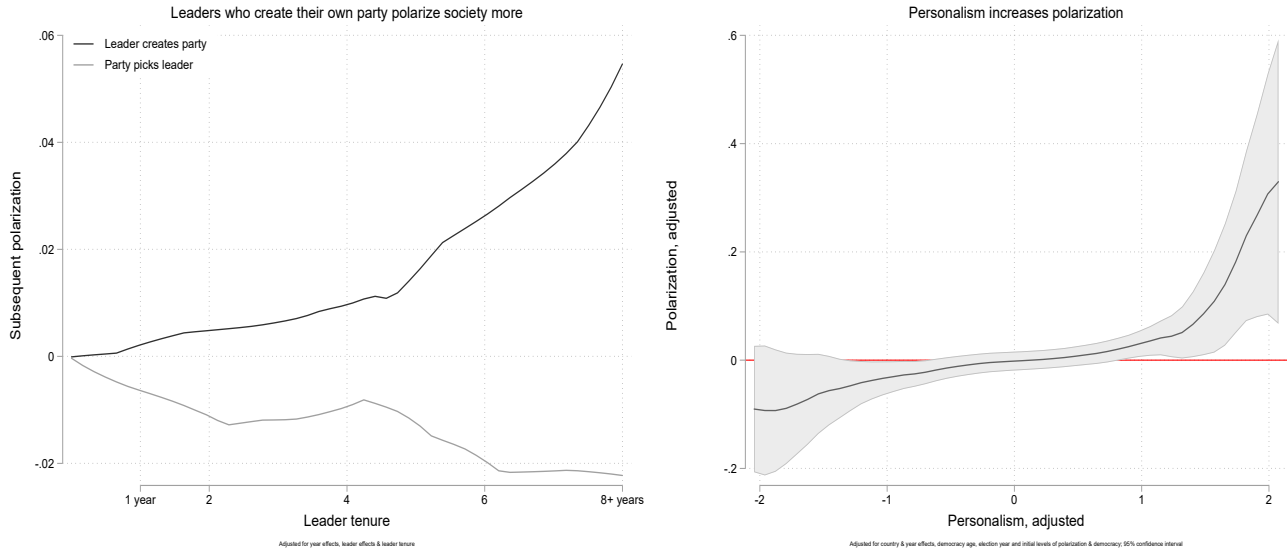 Leaders who create their own party polarize society more
.06
.04
.02
0
-.02
Subsequent polarization
Leader creates party
Party picks leader
1 year
2
4
6
8+ years
Leader tenure
Adjusted for year effects, leader effects & leader tenure
Personalism increases polarization
.6
.4
.2
0
-.2
Polarization, adjusted
-2
-1
0
1
2
Personalism, adjusted
Adjusted for country & year effects, democracy age, election year and initial levels of polarization & democracy; 95% confidence interval